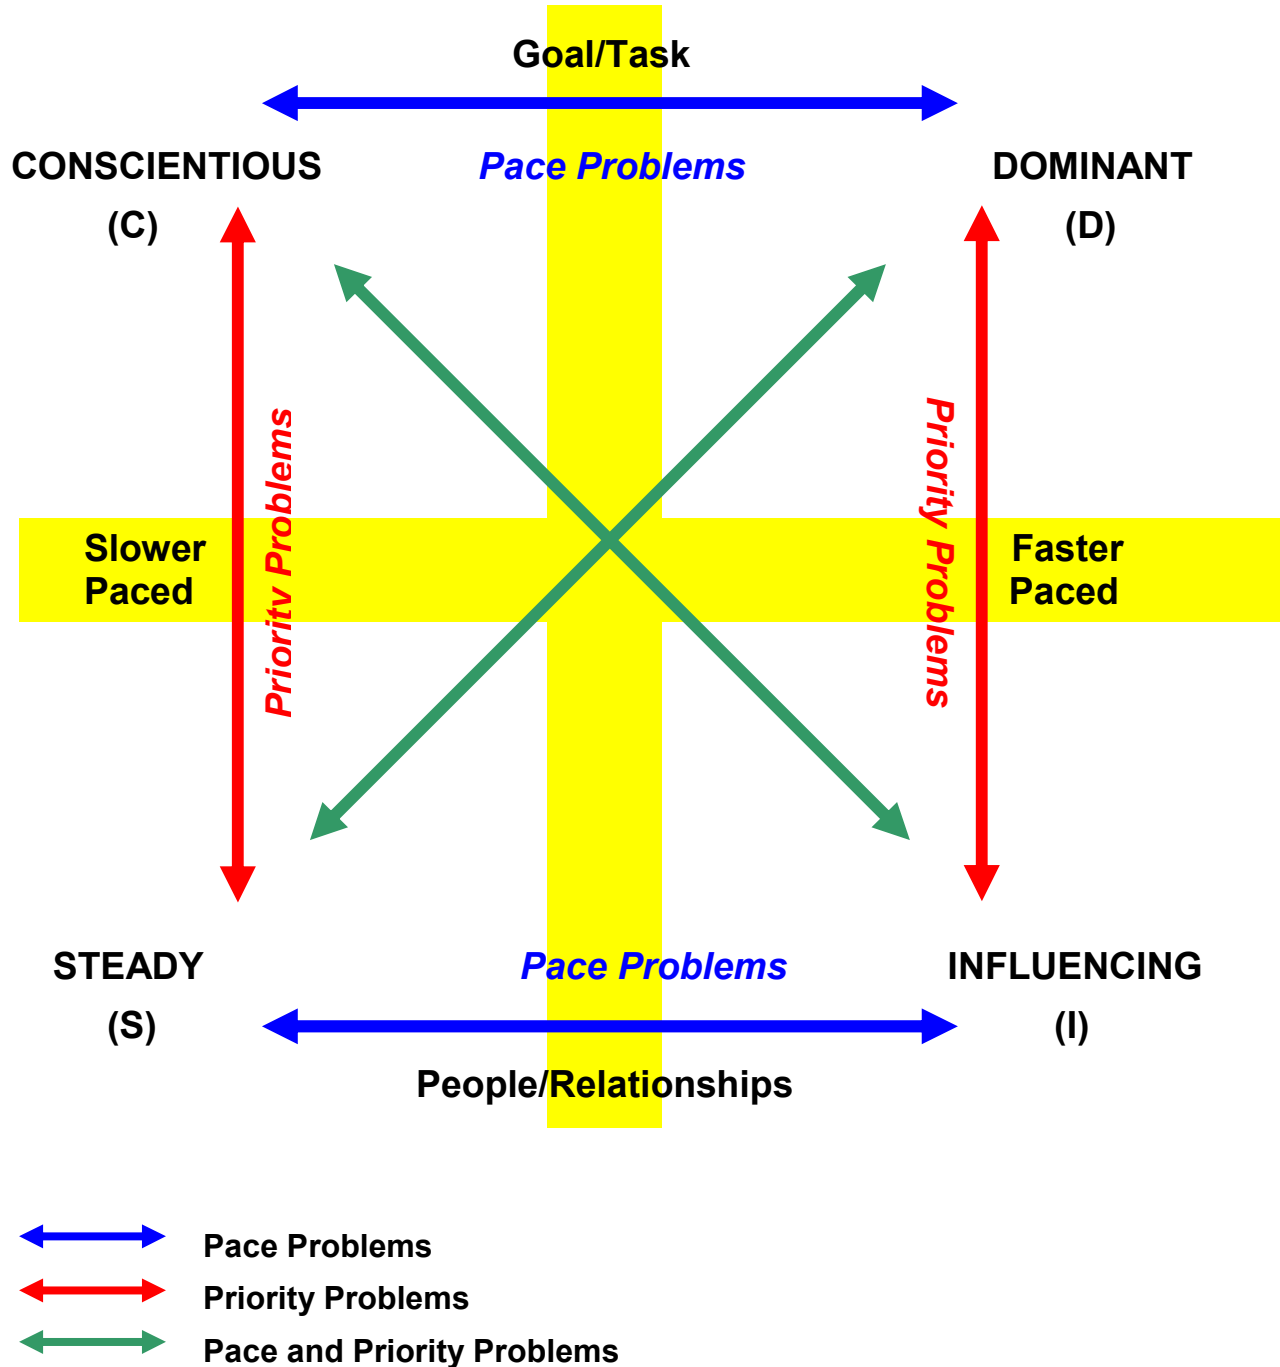 Goal/Task
CONSCIENTIOUS
Pace Problems
DOMINANT
(C)
(D)
Priority Problems
Priority Problems
Slower
Paced
Faster
Paced
STEADY
Pace Problems
INFLUENCING
(S)
(I)
People/Relationships
Pace Problems
Priority Problems
Pace and Priority Problems